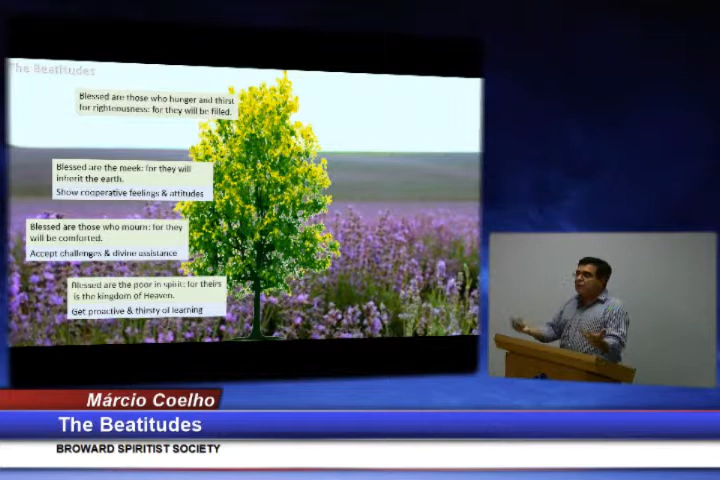 The Beatitudes
Blessed are those who hunger and thirst
for righteousness: for they will be filled.
Blessed are the meek: for they will
inherit the earth.
Show cooperative feelings & attitudes
Blessed are those who mourn: for they
will be comforted.
Accept challenges & divine assistance
Blessed are the poor in spirit: for theirs
is the kingdom of Heaven.
Get proactive & thirsty of learning
Márcio Coelho
The Beatitudes
BROWARD SPIRITIST SOCIETY